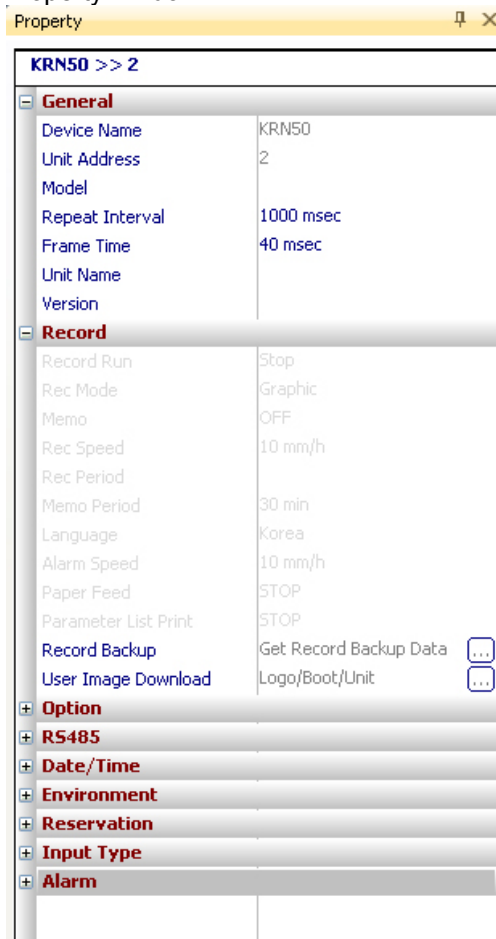 Property
KRN50 >> 2
General
Device Name KRN50
Unit Address 2
Model
Repeat Interval 1000 msec
Frame Time 40 msec
Unit Name
Version
Record
Record Run Stop
Rec Mode Graphic
Memo OFF
Rec Speed 10 mm/h
Rec Period
Memo Period 30 min
Language Korea
Alarm Speed 10 mm/h
Paper Feed STOP
Parameter List Print STOP
Record Backup Get Record Backup Data ...
User Image Download Logo/Boot/Unit ...
Option
RS485
Date/Time
Environment
Reservation
Input Type
Alarm